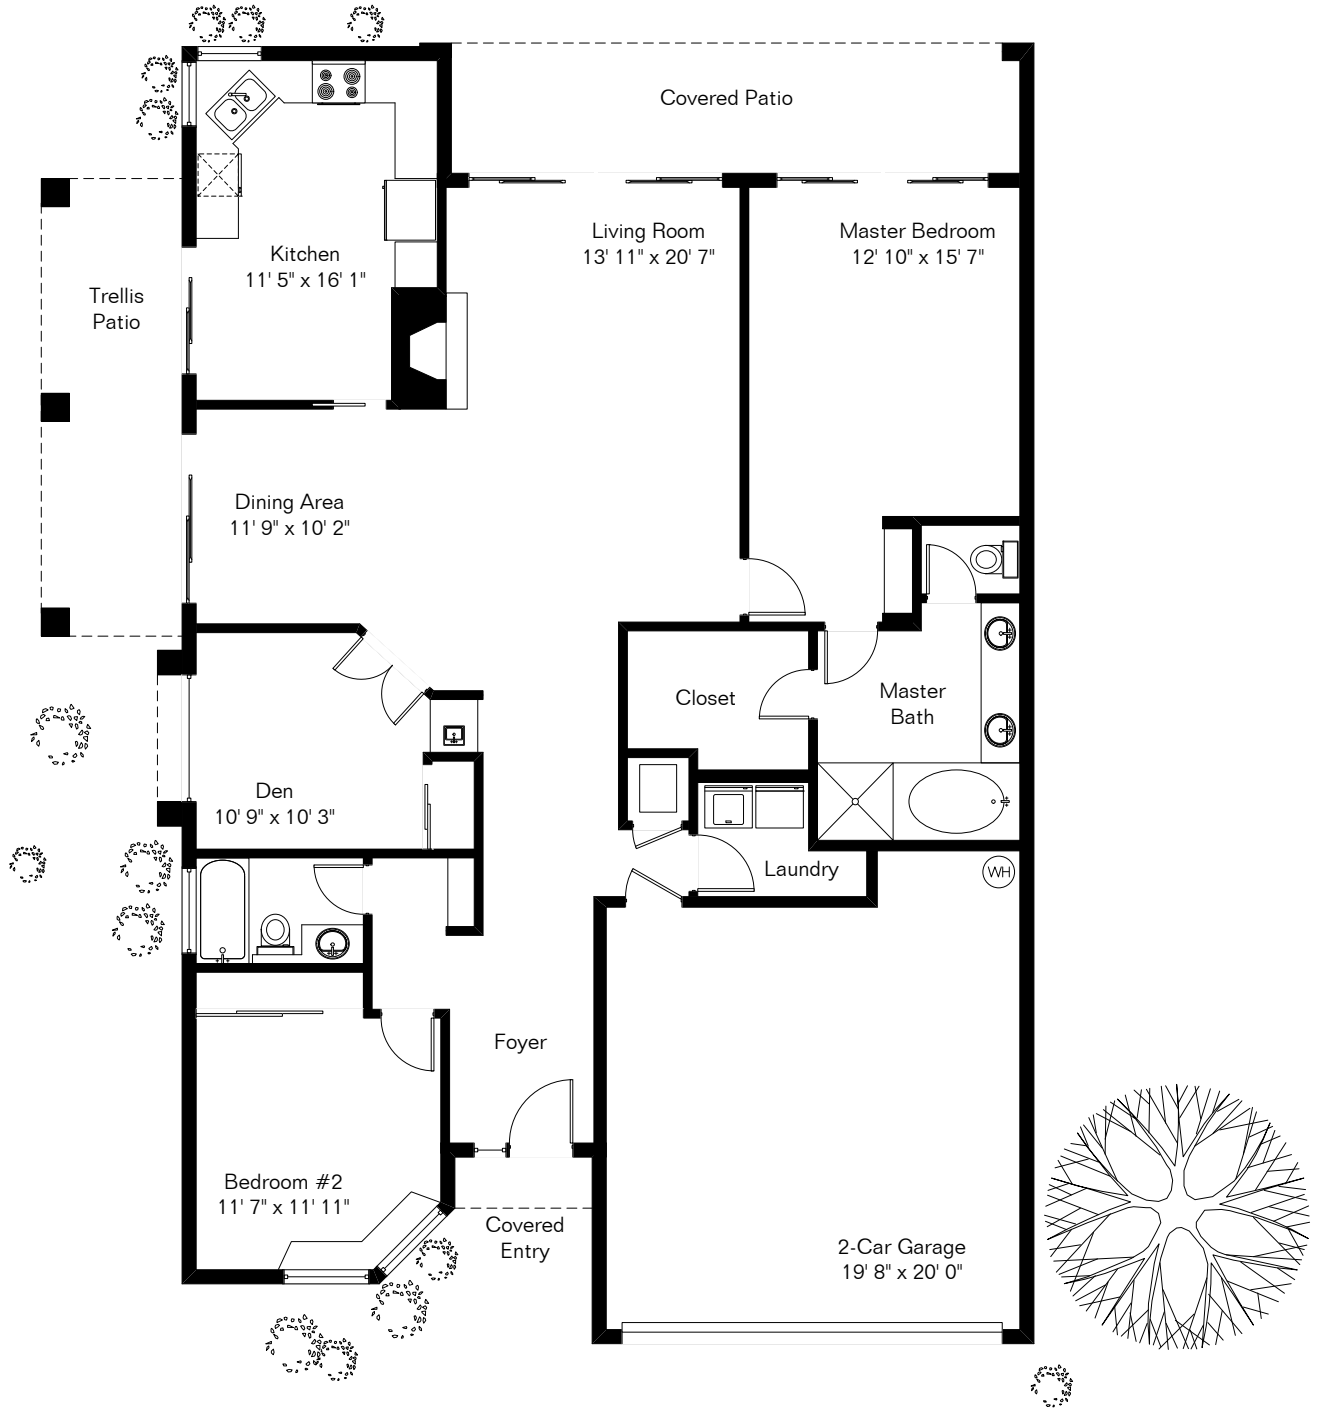 Covered Patio
Living Room
13' 11" x 20' 7"
Master Bedroom
12' 10" x 15' 7"
Kitchen
11' 5" x 16' 1"
Trellis
Patio
Dining Area
11' 9" x 10' 2"
Closet
Master
Bath
Den
10' 9" x 10' 3"
Laundry
WH
Foyer
Bedroom #2
11' 7" x 11' 11"
Covered
Entry
2-Car Garage
19' 8" x 20' 0"